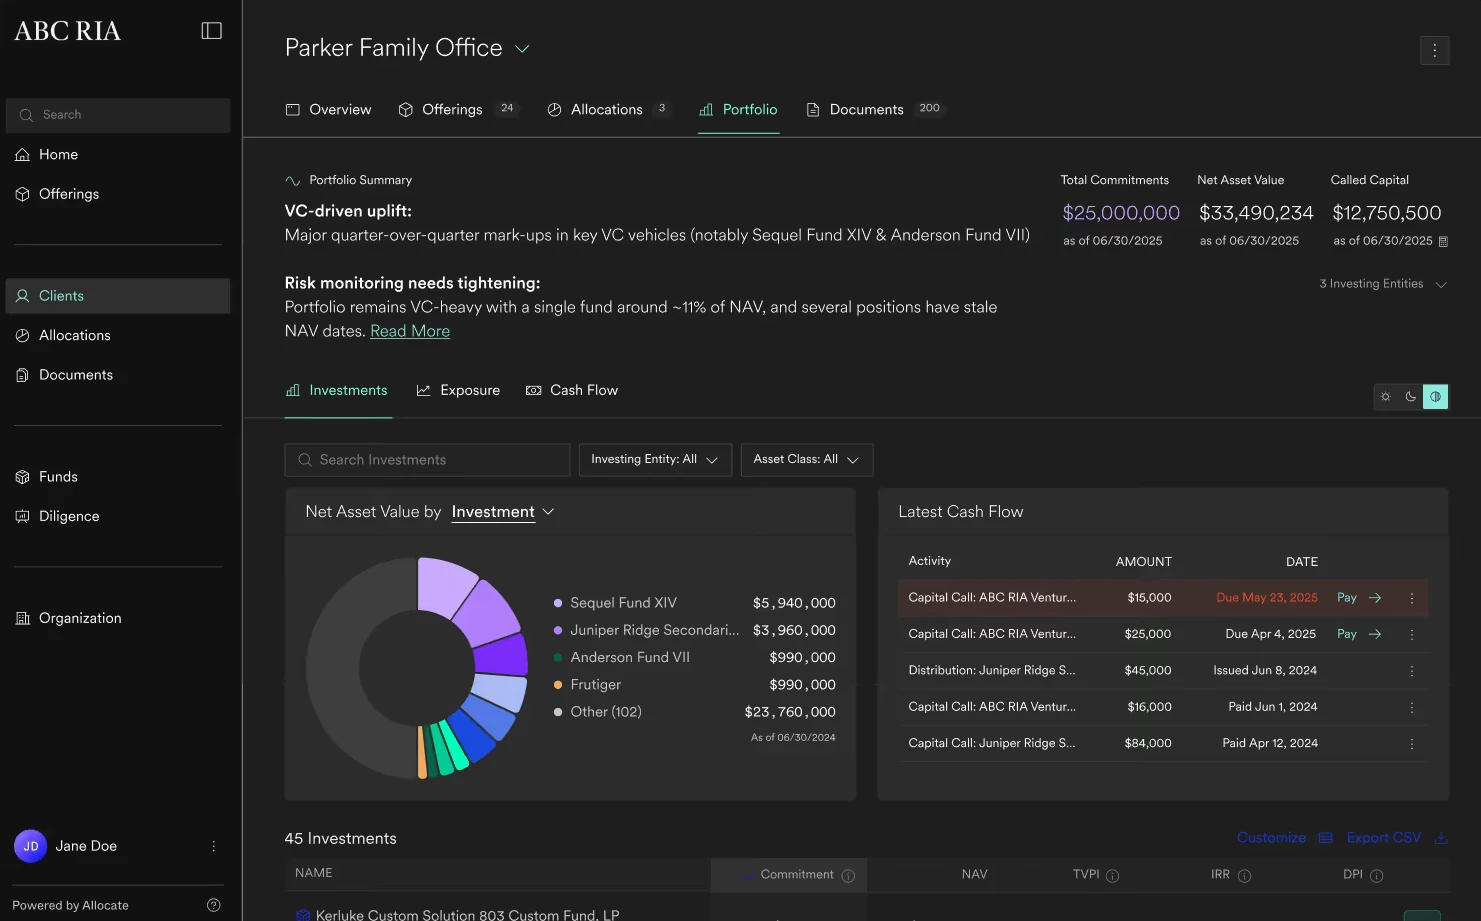 ABC RIA
Search
Home
Offerings
Clients
Allocations
Documents
Funds
Diligence
Organization
JD
Jane Doe
Powered by Allocate
Parker Family Office
Overview
Offerings 24
Allocations 3
Portfolio
Documents 200
Portfolio Summary
VC-driven uplift:
Major quarter-over-quarter mark-ups in key VC vehicles (notably Sequel Fund XIV & Anderson Fund VII)
Risk monitoring needs tightening:
Portfolio remains VC-heavy with a single fund around ~11% of NAV, and several positions have stale
NAV dates. Read More
Total Commitments
$25,000,000
as of 06/30/2025
Net Asset Value
$33,490,234
as of 06/30/2025
Called Capital
$12,750,500
as of 06/30/2025
3 Investing Entities
Investments
Exposure
Cash Flow
Search Investments
Investing Entity: All
Asset Class: All
Net Asset Value by Investment
Sequel Fund XIV $5,940,000
Juniper Ridge Secondari... $3,960,000
Anderson Fund VII $990,000
Frutiger $990,000
Other (102) $23,760,000
As of 06/30/2024
Latest Cash Flow
Activity AMOUNT DATE
Capital Call: ABC RIA Ventur... $15,000 Due May 23, 2025 Pay
Capital Call: ABC RIA Ventur... $25,000 Due Apr 4, 2025 Pay
Distribution: Juniper Ridge S... $45,000 Issued Jun 8, 2024
Capital Call: ABC RIA Ventur... $16,000 Paid Jun 1, 2024
Capital Call: Juniper Ridge S... $84,000 Paid Apr 12, 2024
45 Investments
Customize
Export CSV
NAME Commitment NAV TVPI IRR DPI
Kerluke Custom Solution 803 Custom Fund, LP